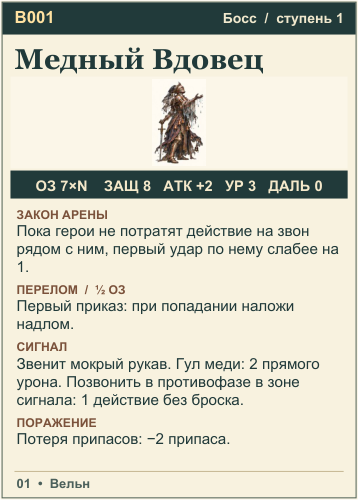 B001
Босс / ступень 1
Медный Вдовец
ОЗ 7×N ЗАЩ 8 АТК +2 УР 3 ДАЛЬ 0
ЗАКОН АРЕНЫ
Пока герои не потратят действие на звон
рядом с ним, первый удар по нему слабее на
1.
ПЕРЕЛОМ / ½ ОЗ
Первый приказ: при попадании наложи
надлом.
СИГНАЛ
Звенит мокрый рукав. Гул меди: 2 прямого
урона. Позвонить в противофазе в зоне
сигнала: 1 действие без броска.
ПОРАЖЕНИЕ
Потеря припасов: −2 припаса.
01 • Вельн